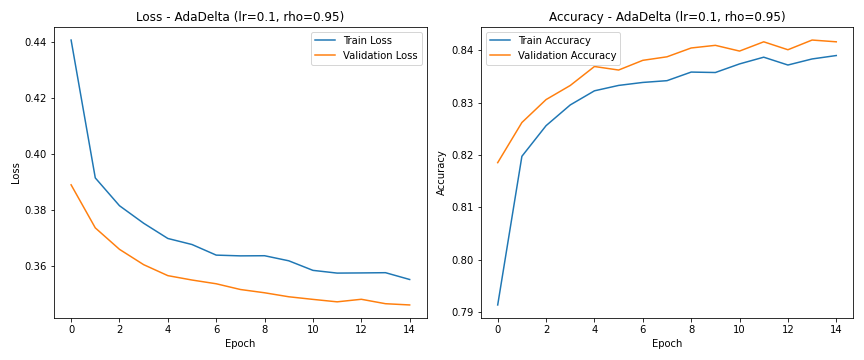 Loss - AdaDelta (lr=0.1, rho=0.95)
Train Loss
Validation Loss
0.44
0.42
0.40
0.38
0.36
Loss
0 2 4 6 8 10 12 14
Epoch
Accuracy - AdaDelta (lr=0.1, rho=0.95)
Train Accuracy
Validation Accuracy
0.84
0.83
0.82
0.81
0.80
0.79
Accuracy
0 2 4 6 8 10 12 14
Epoch